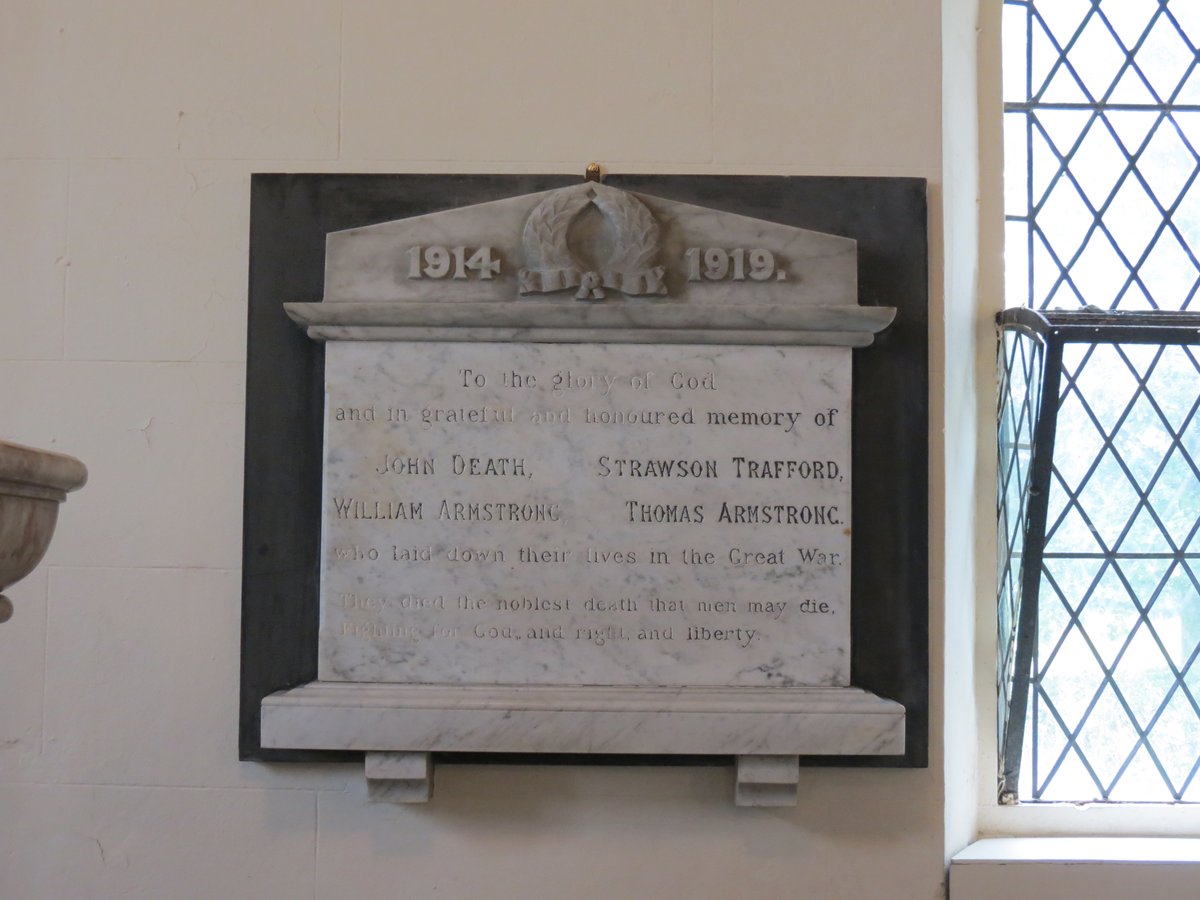 1914 1919.
To the glory of God
and in grateful and honoured memory of
JOHN DEATH, STRAWSON TRAFFORD,
WILLIAM ARMSTRONG THOMAS ARMSTRONG.
who laid down their lives in the Great War.
They died the noblest death that men may die,
Fighting for God, and right, and liberty.